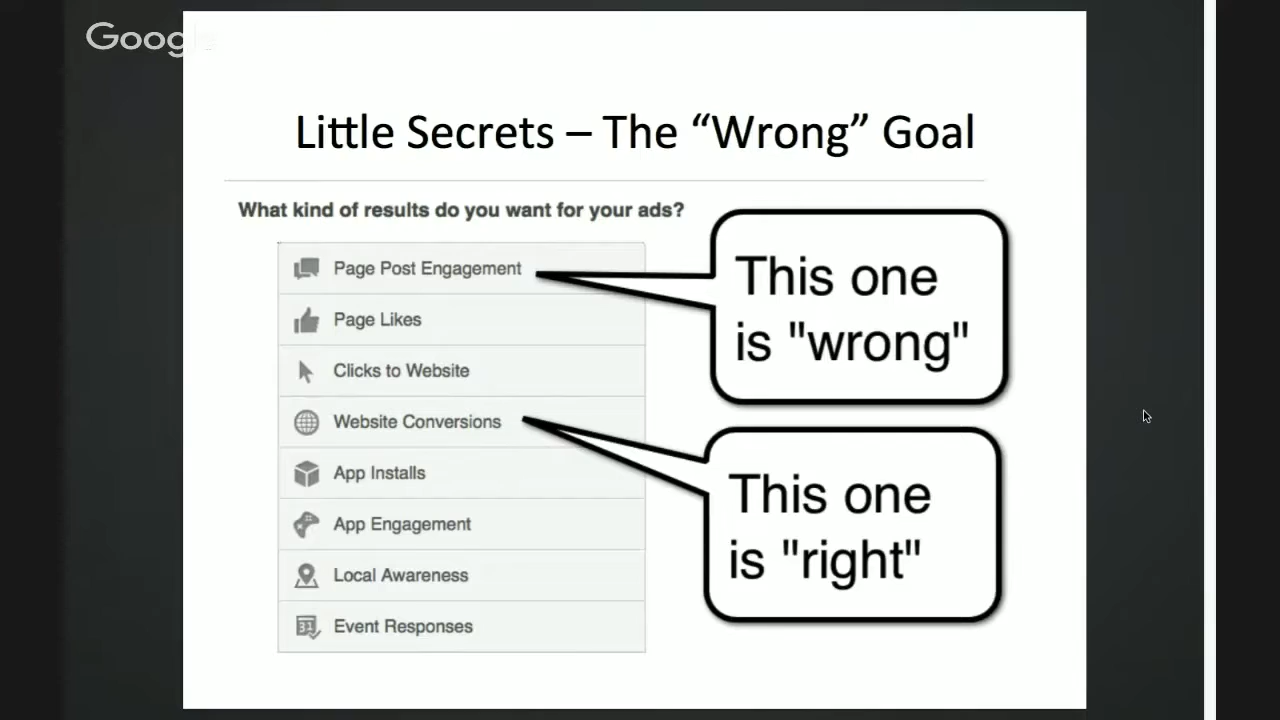 Google
Little Secrets – The “Wrong” Goal
What kind of results do you want for your ads?
Page Post Engagement
Page Likes
Clicks to Website
Website Conversions
App Installs
App Engagement
Local Awareness
Event Responses
This one
is "wrong"
This one
is "right"